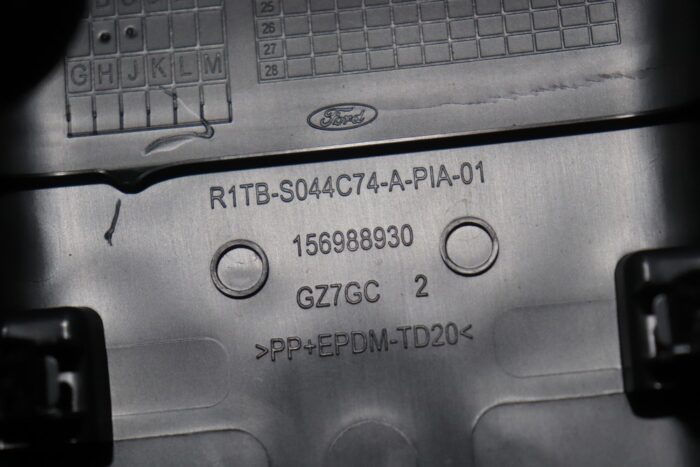 25
26
27
28
G H J K L M
Ford
R1TB-S044C74-A-PIA-01
156988930
GZ7GC 2
>PP+EPDM-TD20<